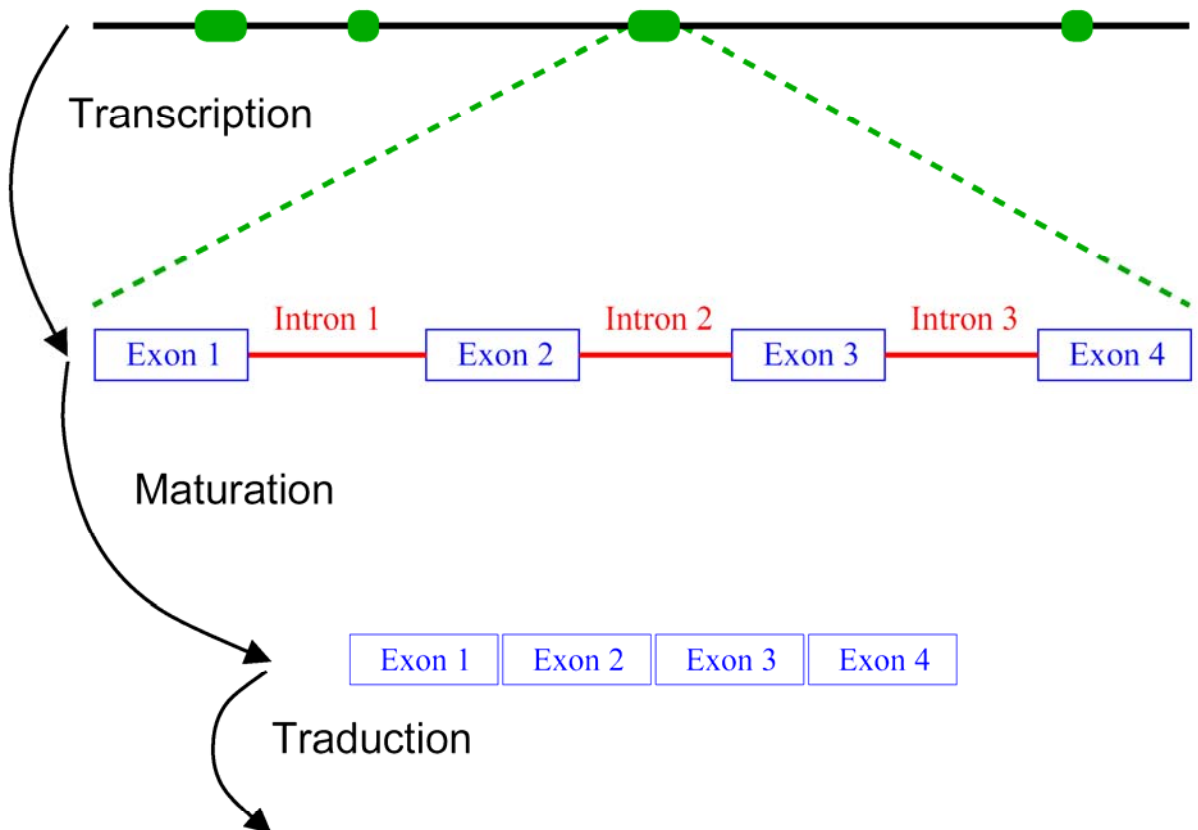 Transcription
Intron 1 Intron 2 Intron 3
Exon 1 Exon 2 Exon 3 Exon 4
Maturation
Exon 1 Exon 2 Exon 3 Exon 4
Traduction